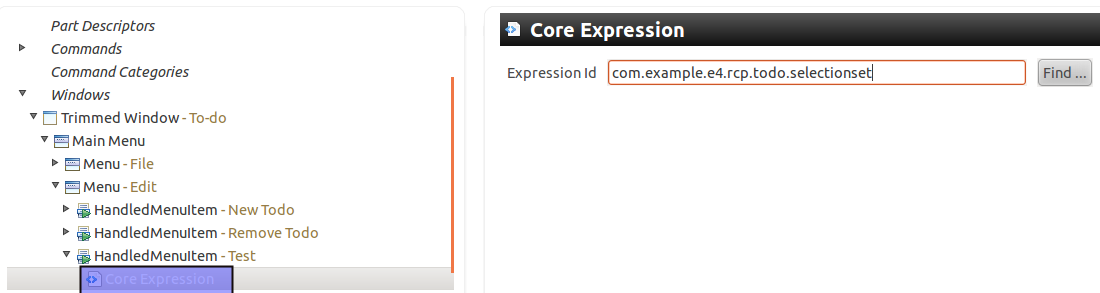 Part Descriptors
Commands
Command Categories
Windows
Trimmed Window - To-do
Main Menu
Menu - File
Menu - Edit
HandledMenuItem - New Todo
HandledMenuItem - Remove Todo
HandledMenuItem - Test
Core Expression
Core Expression
Expression Id com.example.e4.rcp.todo.selectionset Find ...